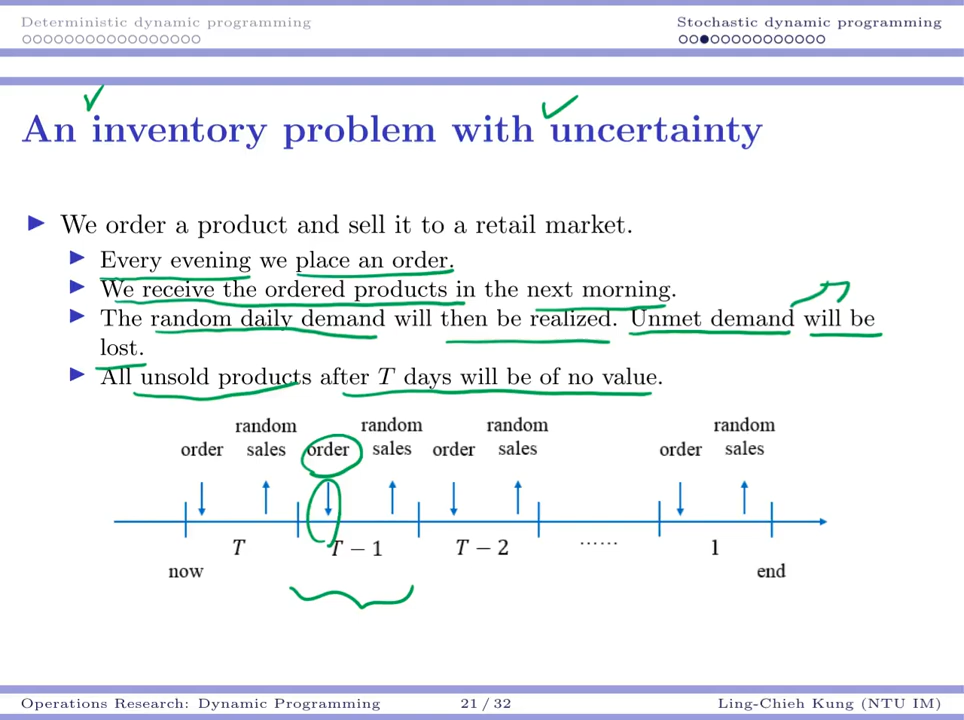 Deterministic dynamic programming
Stochastic dynamic programming
An inventory problem with uncertainty
We order a product and sell it to a retail market.
Every evening we place an order.
We receive the ordered products in the next morning.
The random daily demand will then be realized. Unmet demand will be
lost.
All unsold products after T days will be of no value.
random random random random
order sales order sales order sales order sales
T T − 1 T − 2 ...... 1
now end
Operations Research: Dynamic Programming 21 / 32 Ling-Chieh Kung (NTU IM)